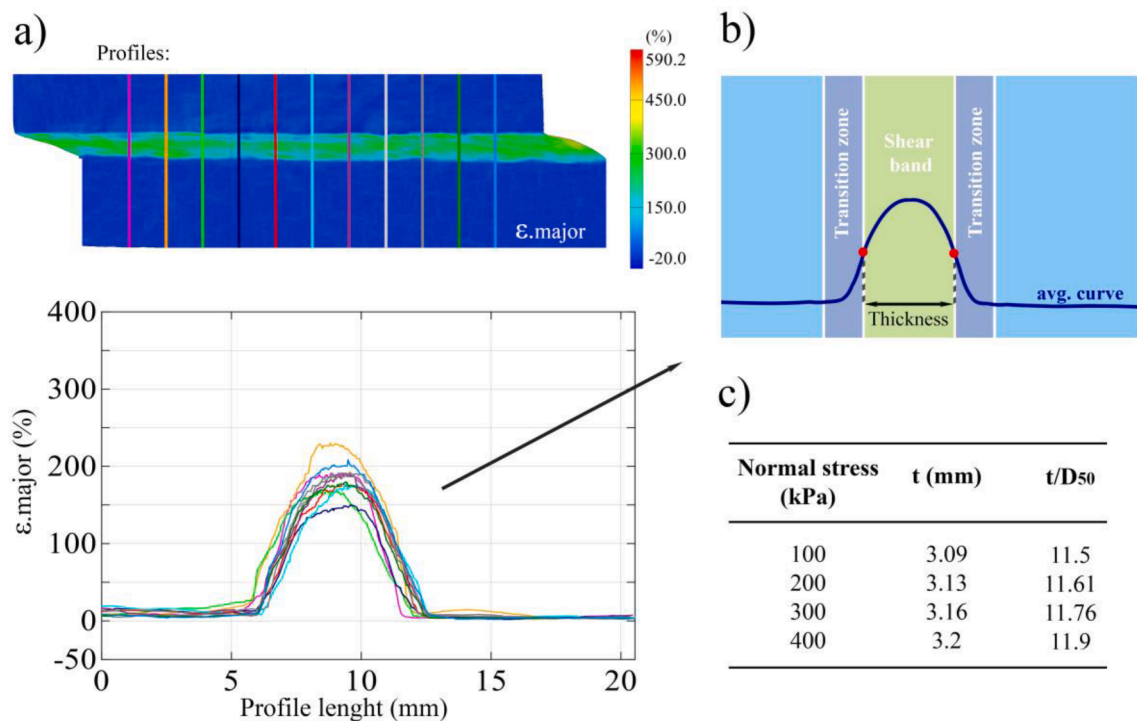 a)
Profiles:
(%)
590.2
450.0
300.0
150.0
-20.0
ε.major
ε.major (%)
400
300
200
100
0
-50
0 5 10 15 20
Profile lenght (mm)
b)
Transition zone
Shear
band
Transition zone
avg. curve
Thickness
c)
Normal stress
(kPa)
t (mm)
t/D50
100 3.09 11.5
200 3.13 11.61
300 3.16 11.76
400 3.2 11.9